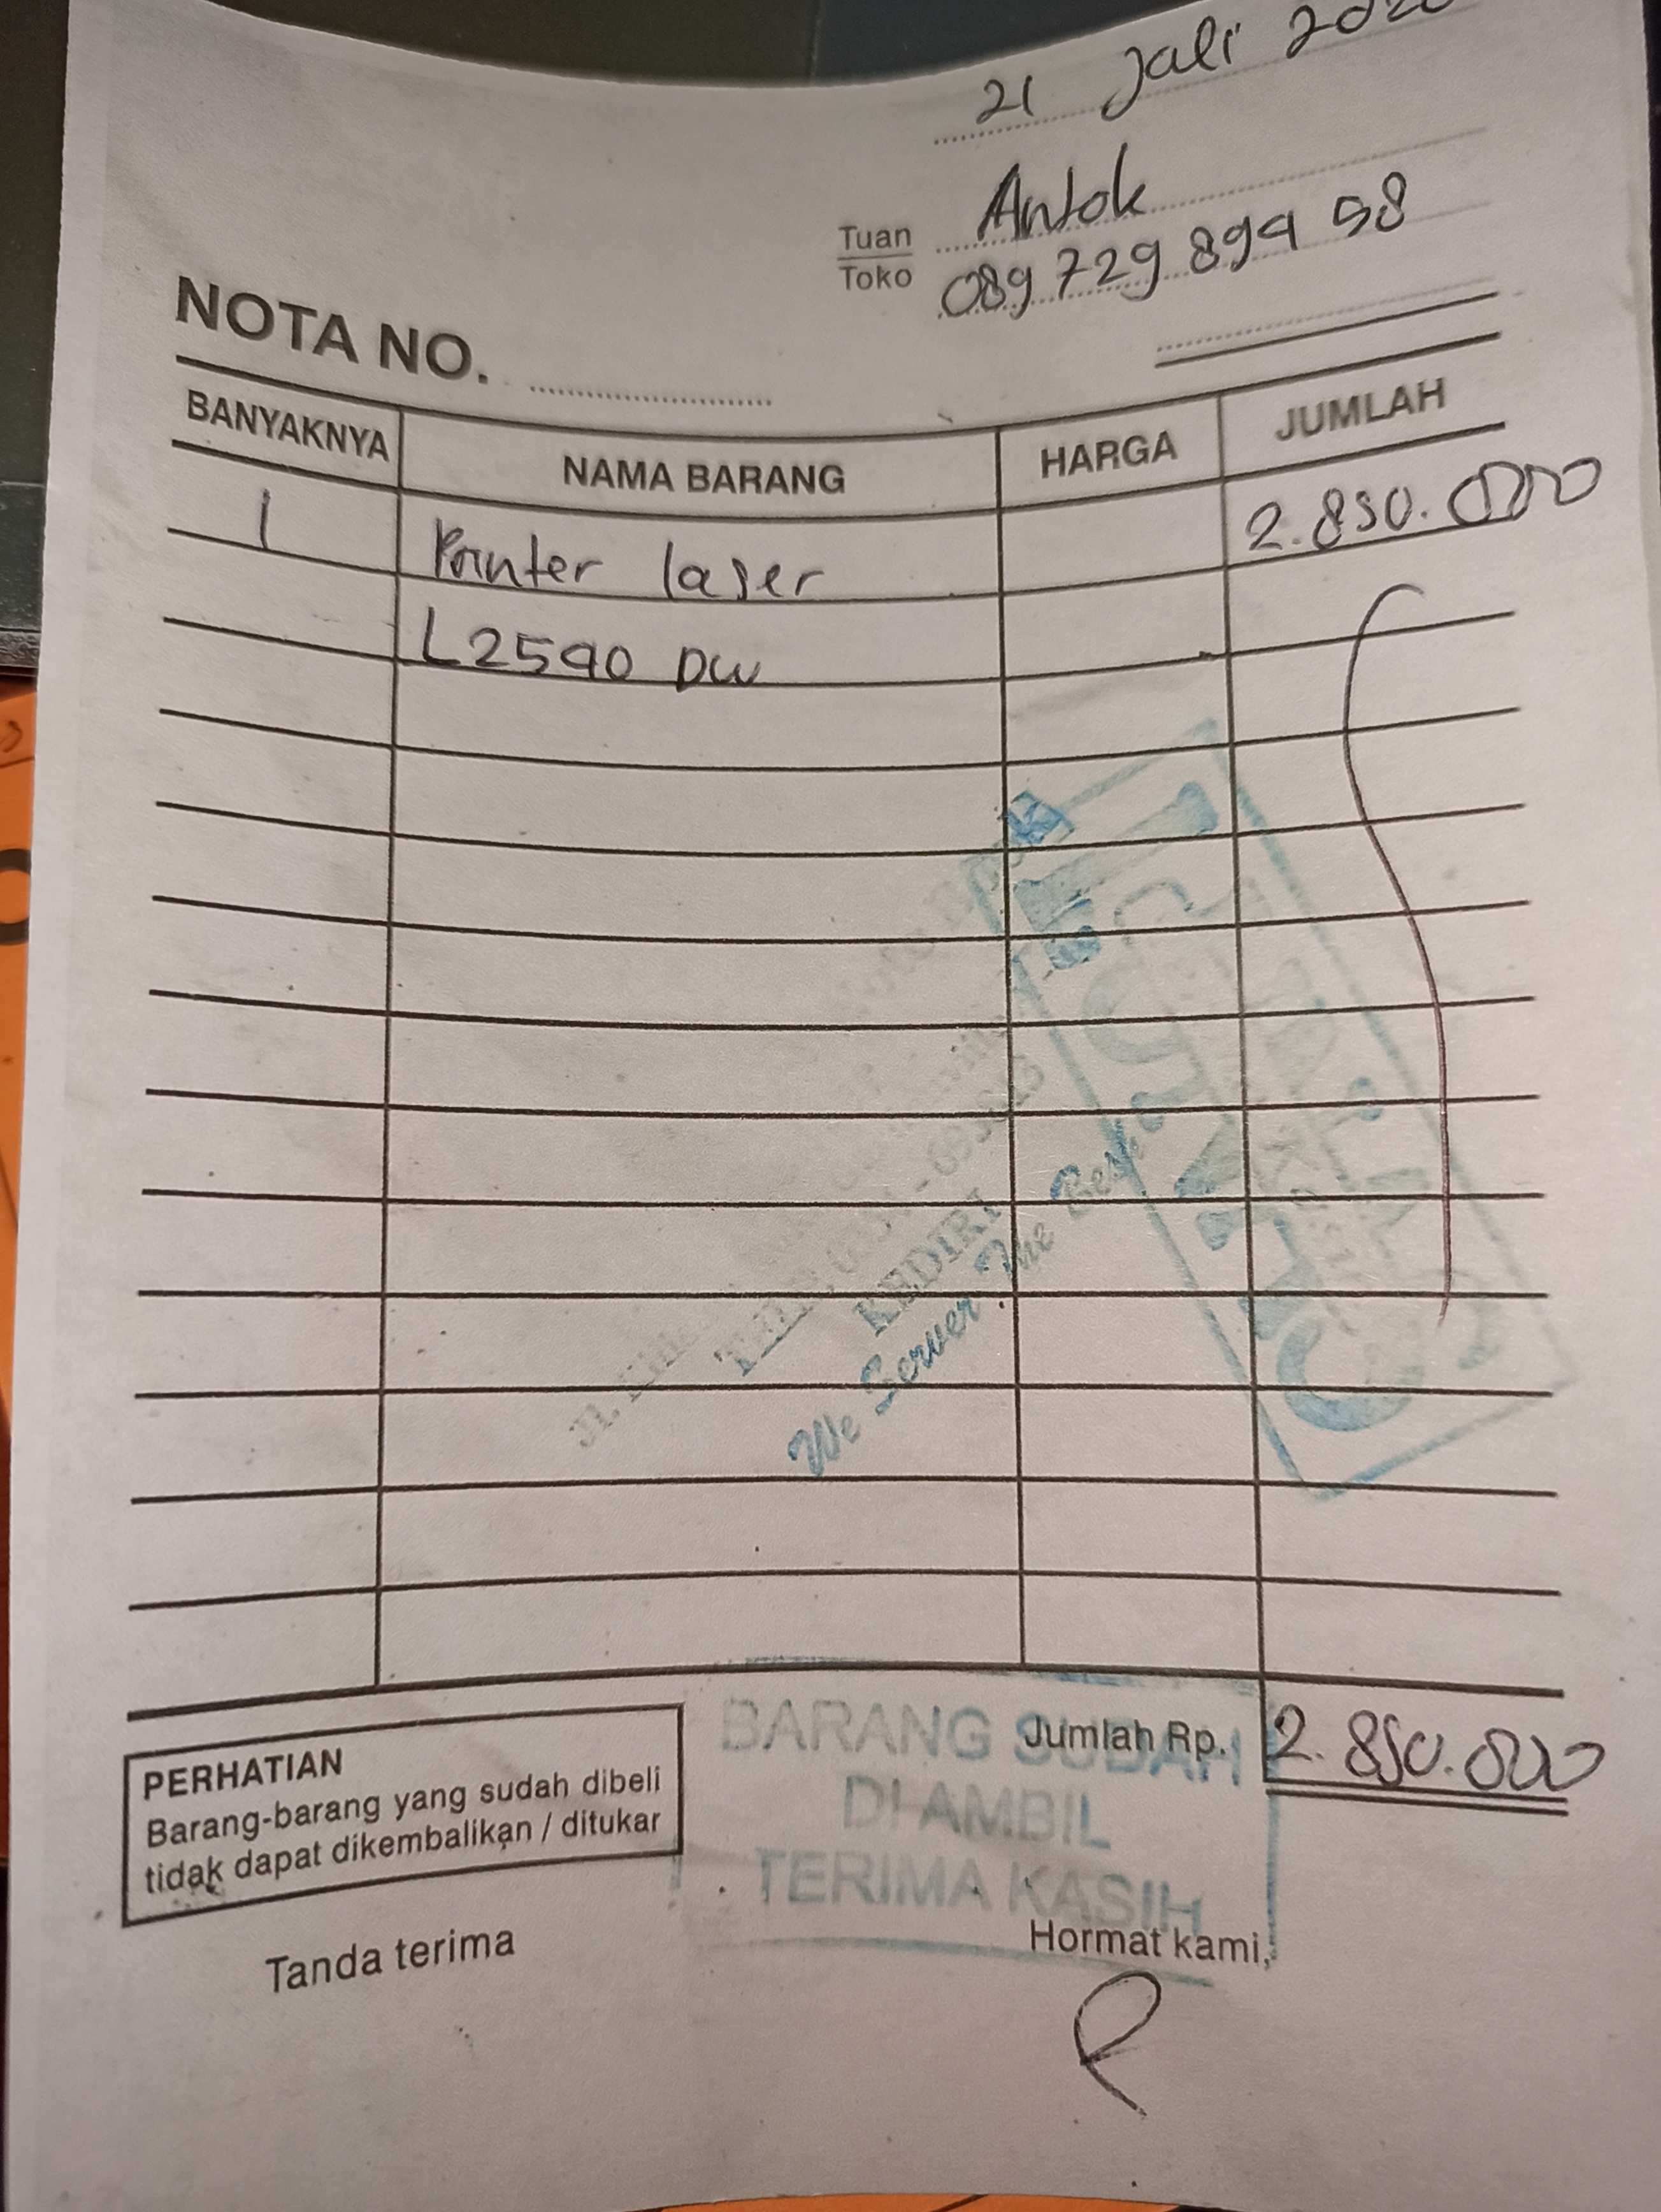 21 Juli
Tuan Antok
Toko 089 729 899 58
NOTA NO.
BANYAKNYA NAMA BARANG HARGA JUMLAH
1 Printer laser 2.850.000
L2590 DW
KEDIRI
We Server The Best
PERHATIAN
Barang-barang yang sudah dibeli
tidak dapat dikembalikan / ditukar
Jumlah Rp. 2.850.000
BARANG SUDAH
DI AMBIL
TERIMA KASIH
Tanda terima Hormat kami,